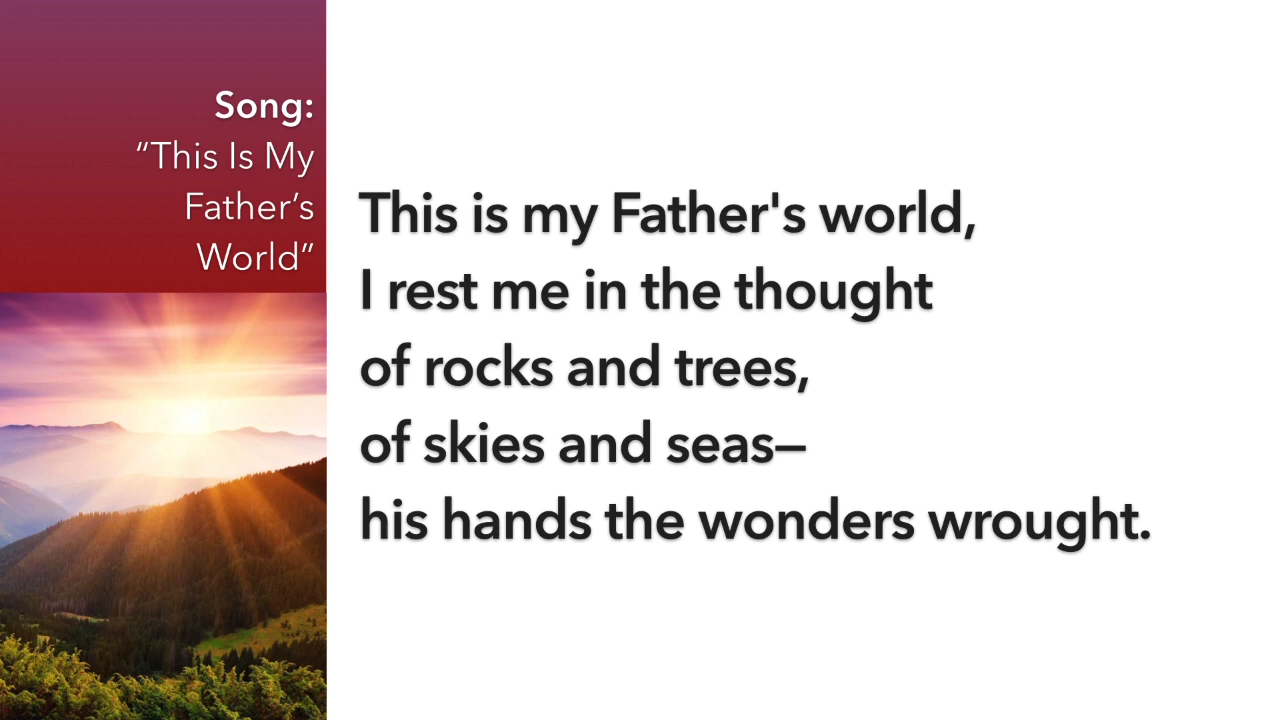 Song:
“This Is My
Father’s
World”
This is my Father's world,
I rest me in the thought
of rocks and trees,
of skies and seas–
his hands the wonders wrought.